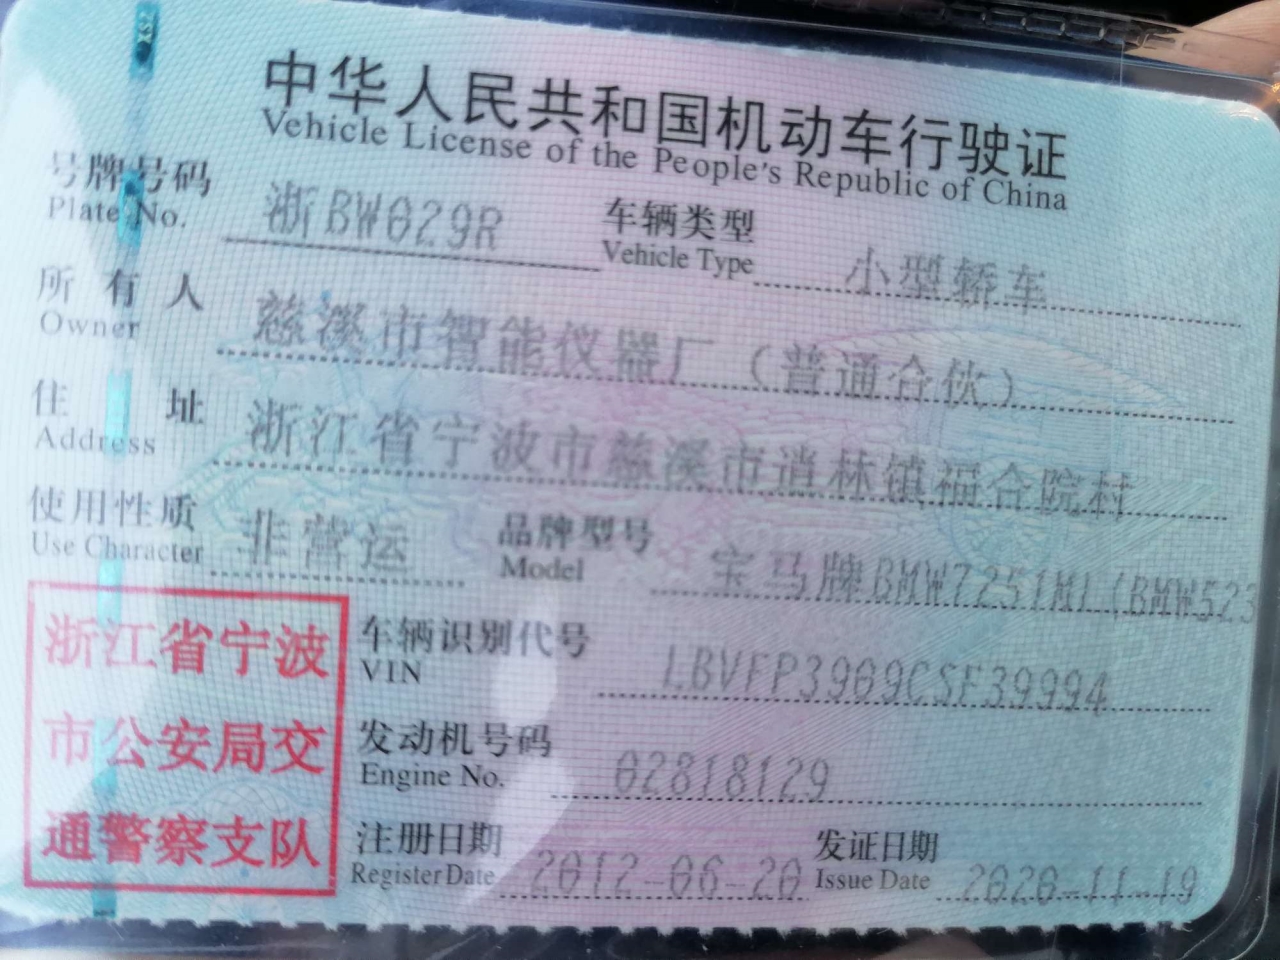 中华人民共和国机动车行驶证
Vehicle License of the People's Republic of China
号牌号码 浙BW029R 车辆类型 小型轿车
Plate No. Vehicle Type
所有人 慈溪市智能仪器厂（普通合伙）
Owner
住址 浙江省宁波市慈溪市逍林镇福合院村
Address
使用性质 非营运 品牌型号 宝马牌BMW7251ML(BMW523
Use Character Model
浙江省宁波
市公安局交
通警察支队
车辆识别代号 LBVFP3909CSF39994
VIN
发动机号码 02818129
Engine No.
注册日期 2012-06-20 发证日期 2020-11-19
Register Date Issue Date